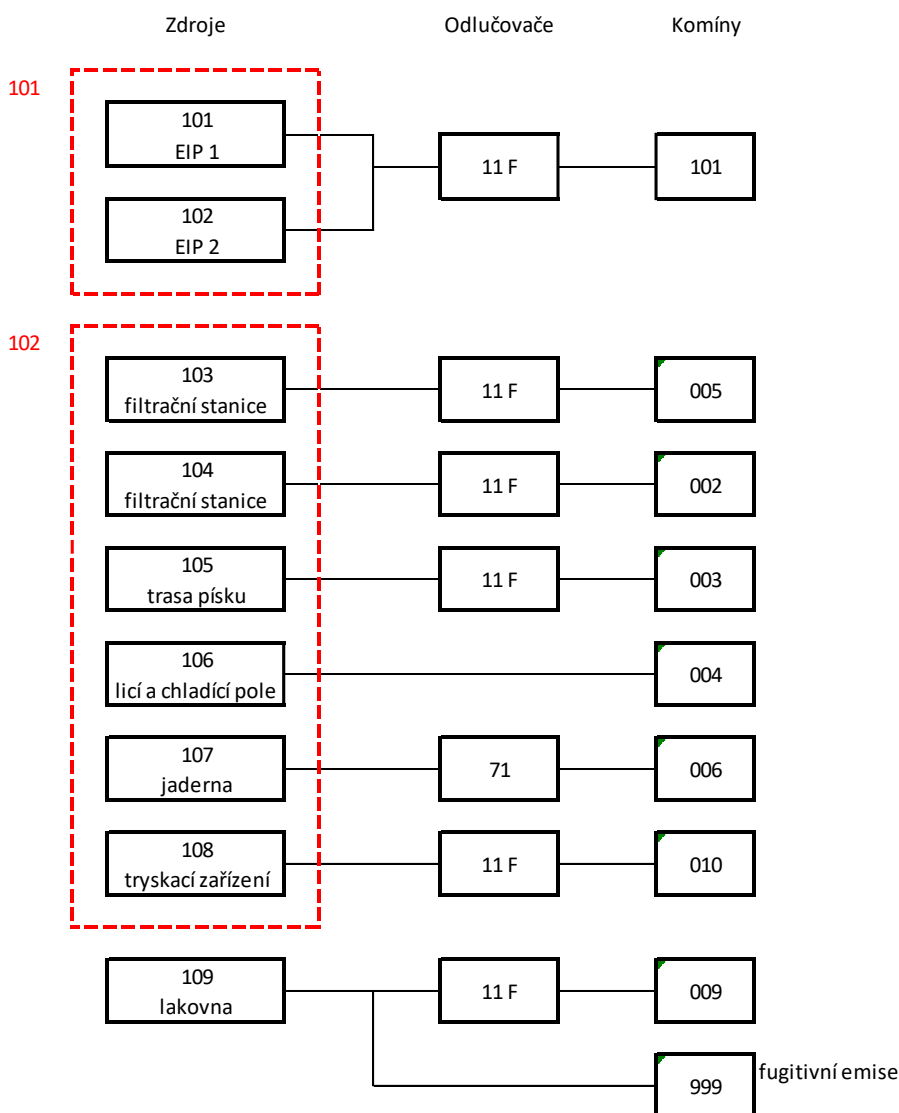 Zdroje
Odlučovače
Komíny
101
101
EIP 1
11 F
101
102
EIP 2
102
103
filtrační stanice
11 F
005
104
filtrační stanice
11 F
002
105
trasa písku
11 F
003
106
licí a chladící pole
004
107
jaderna
71
006
108
tryskací zařízení
11 F
010
109
lakovna
11 F
009
999
fugitivní emise